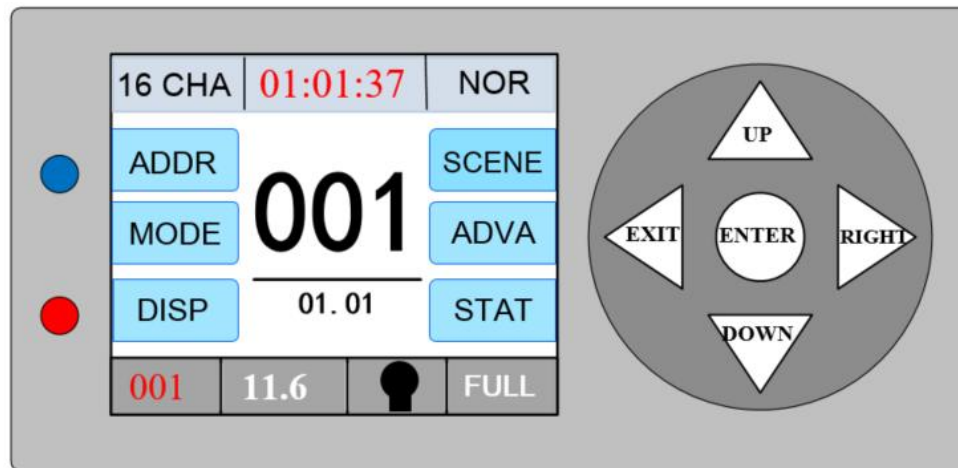 16 CHA 01:01:37 NOR
ADDR
SCENE
001
MODE
ADVA
DISP
01.01
STAT
001 11.6 FULL
UP
EXIT
ENTER
RIGHT
DOWN